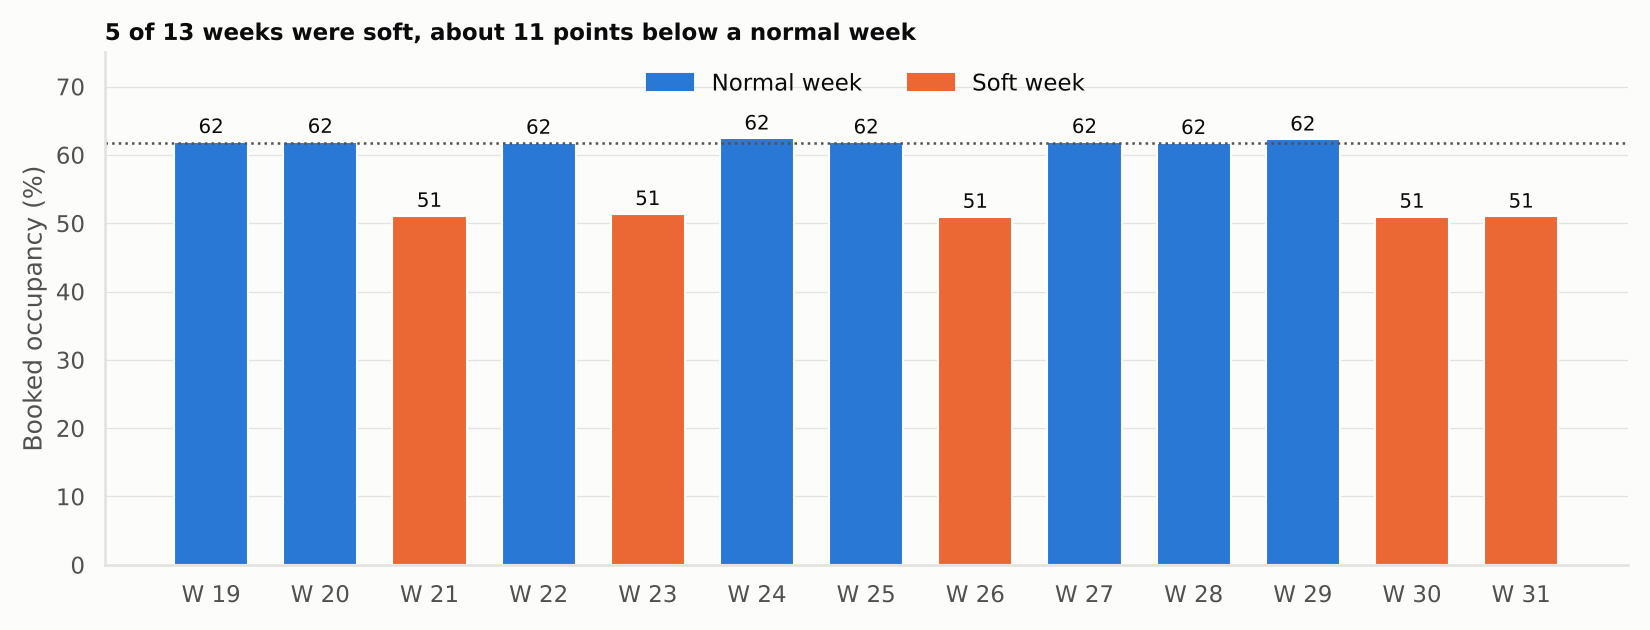 5 of 13 weeks were soft, about 11 points below a normal week
Normal week Soft week
Booked occupancy (%)
70
60
50
40
30
20
10
0
62 62 51 62 51 62 62 51 62 62 62 51 51
W 19 W 20 W 21 W 22 W 23 W 24 W 25 W 26 W 27 W 28 W 29 W 30 W 31